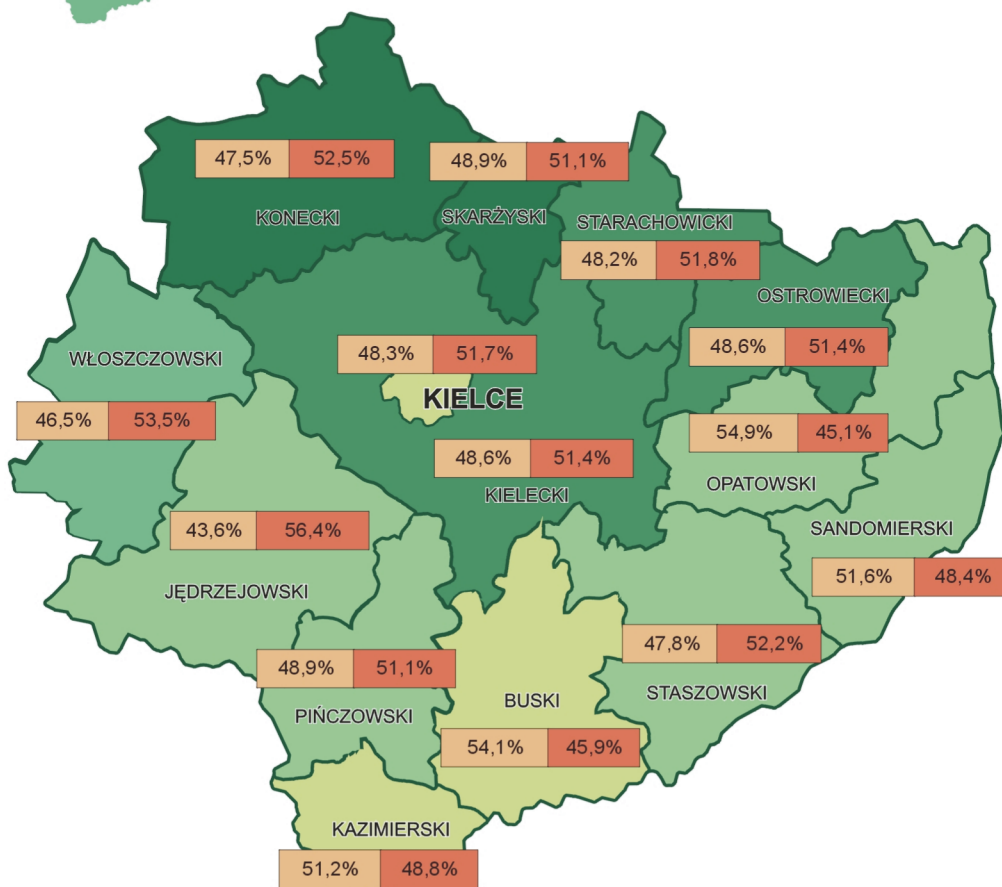 47,5% 52,5%
KONECKI
48,9% 51,1%
SKARŻYSKI
STARACHOWICKI
48,2% 51,8%
OSTROWIECKI
48,6% 51,4%
WŁOSZCZOWSKI
46,5% 53,5%
48,3% 51,7%
KIELCE
48,6% 51,4%
KIELECKI
54,9% 45,1%
OPATOWSKI
SANDOMIERSKI
51,6% 48,4%
43,6% 56,4%
JĘDRZEJOWSKI
48,9% 51,1%
PIŃCZOWSKI
BUSKI
54,1% 45,9%
47,8% 52,2%
STASZOWSKI
KAZIMIERSKI
51,2% 48,8%